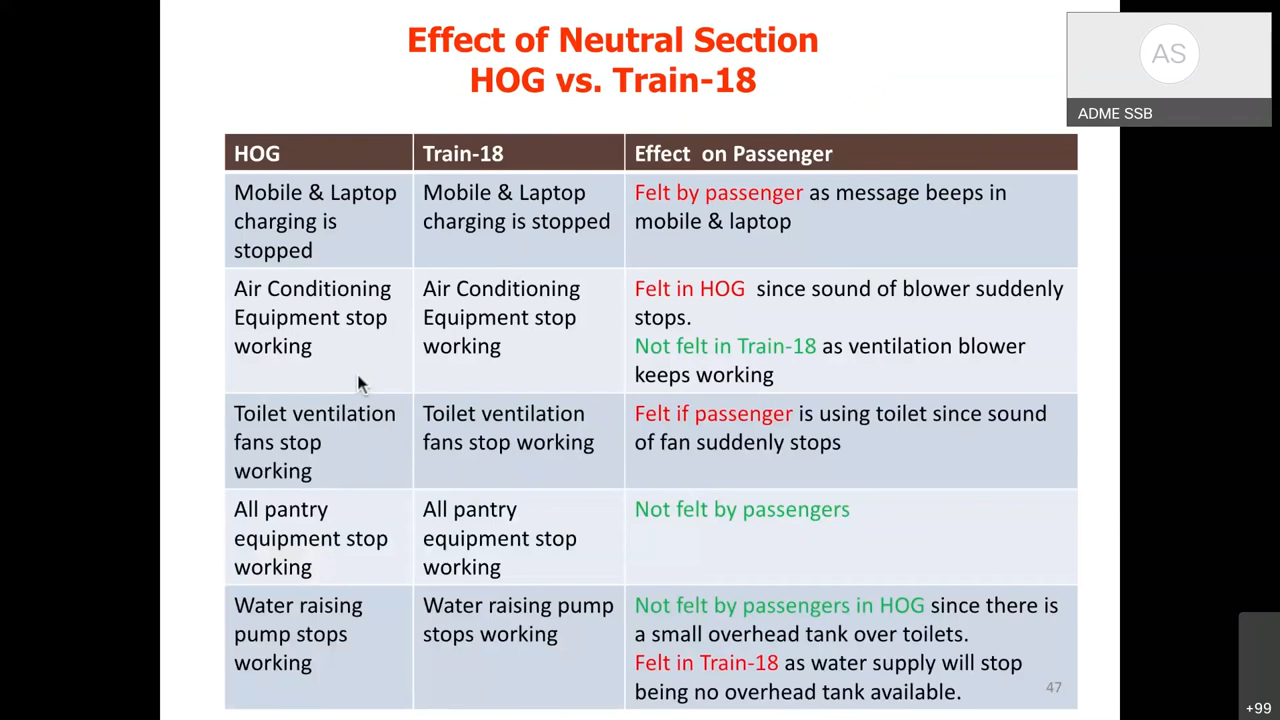 Effect of Neutral Section
HOG vs. Train-18
AS
ADME SSB
HOG
Train-18
Effect on Passenger
Mobile & Laptop
charging is
stopped
Mobile & Laptop
charging is stopped
Felt by passenger as message beeps in
mobile & laptop
Air Conditioning
Equipment stop
working
Air Conditioning
Equipment stop
working
Felt in HOG since sound of blower suddenly
stops.
Not felt in Train-18 as ventilation blower
keeps working
Toilet ventilation
fans stop
working
Toilet ventilation
fans stop working
Felt if passenger is using toilet since sound
of fan suddenly stops
All pantry
equipment stop
working
All pantry
equipment stop
working
Not felt by passengers
Water raising
pump stops
working
Water raising pump
stops working
Not felt by passengers in HOG since there is
a small overhead tank over toilets.
Felt in Train-18 as water supply will stop
being no overhead tank available.
47
+99